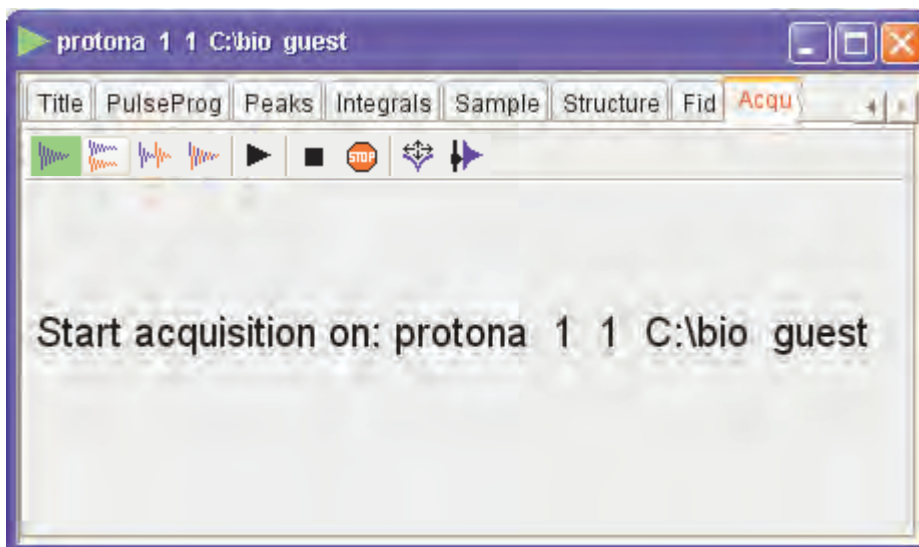 protona 1 1 C:\bio guest
Title PulseProg Peaks Integrals Sample Structure Fid Acqu
STOP
Start acquisition on: protona 1 1 C:\bio guest